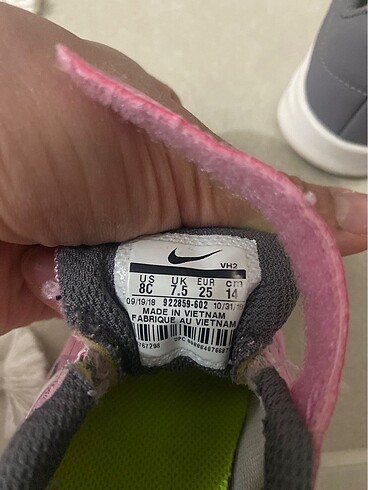 VH2
US UK EUR cm
8C 7.5 25 14
09/19/18 922859-602 10/31/
MADE IN VIETNAM
FABRIQUE AU VIETNAM
UPC